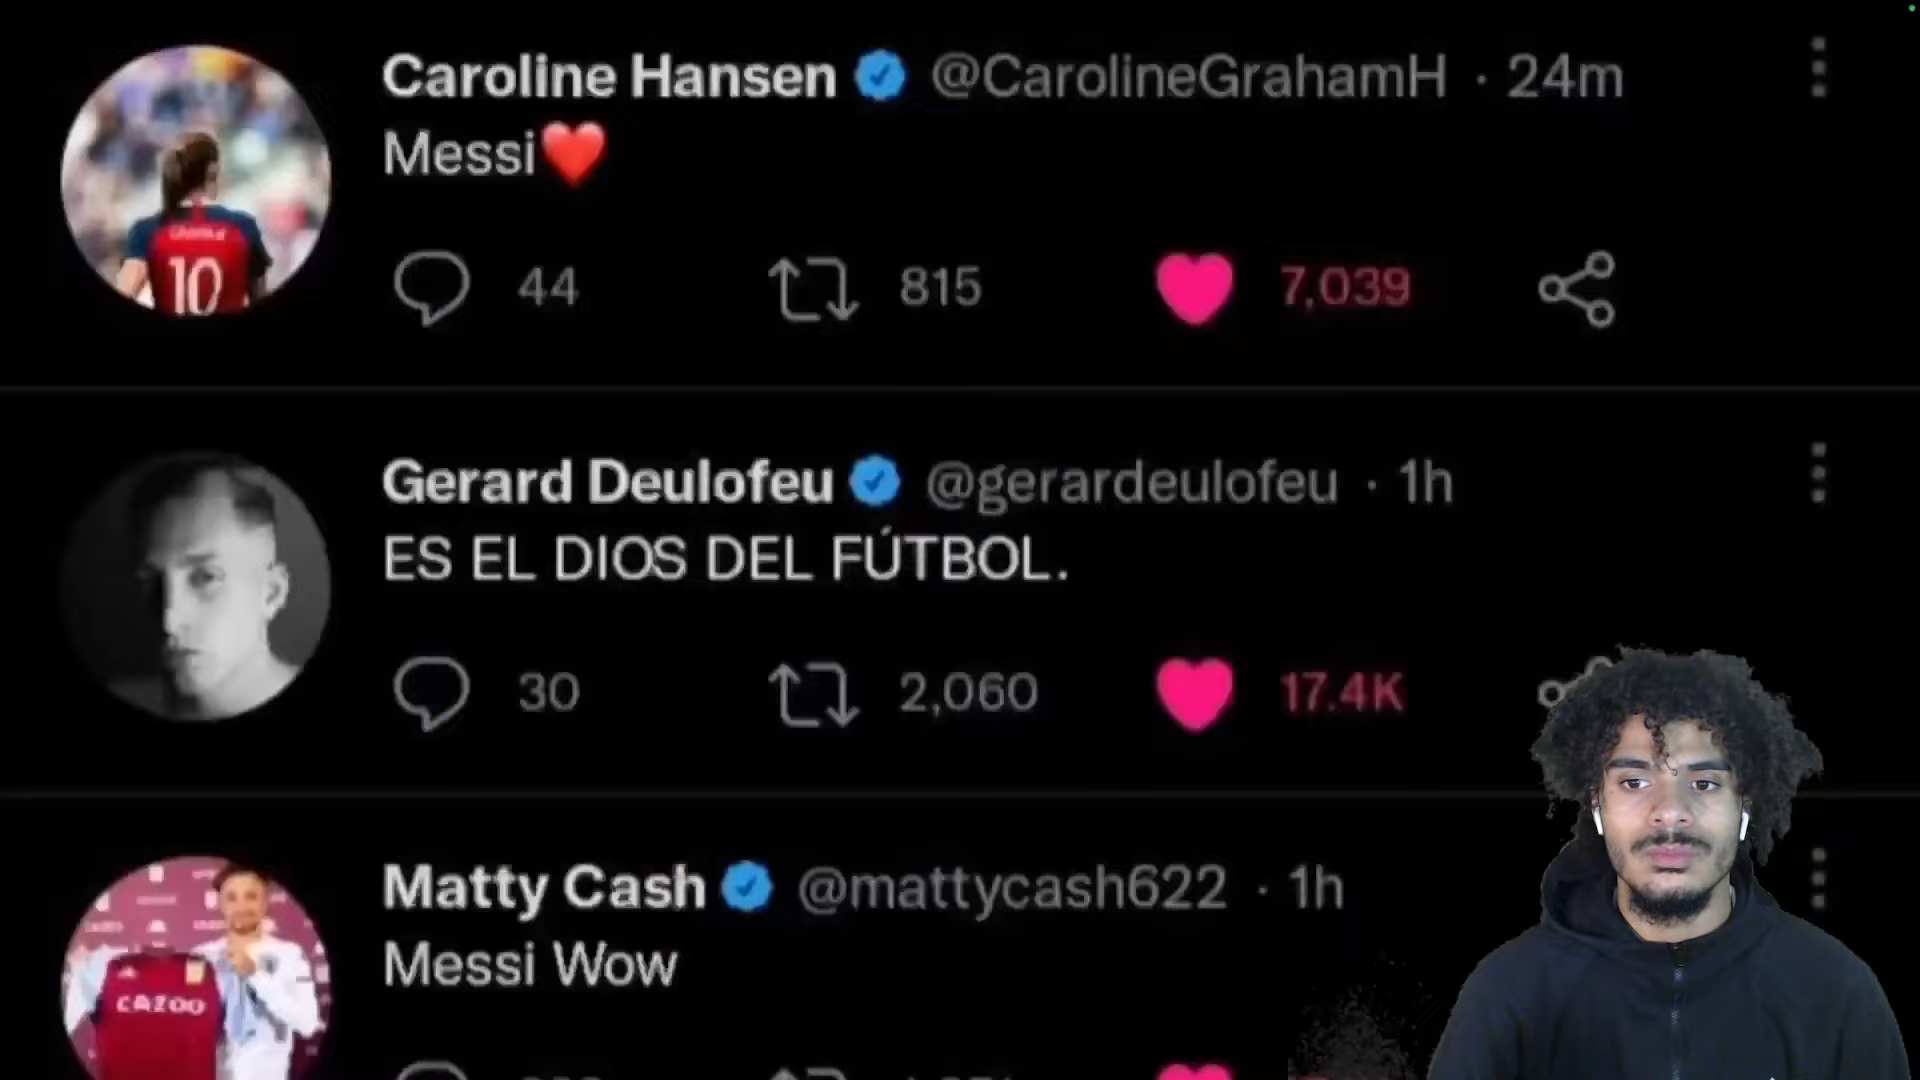 Caroline Hansen @CarolineGrahamH · 24m
Messi❤️
10
44 815 7,039
Gerard Deulofeu @gerardeulofeu · 1h
ES EL DIOS DEL FÚTBOL.
30 2,060 17.4K
Matty Cash @mattycash622 · 1h
Messi Wow
CAZOO